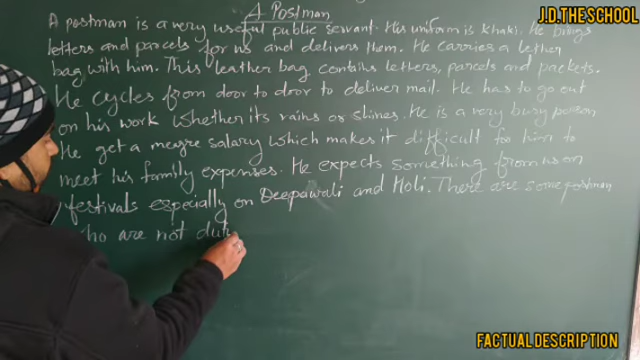 A Postman
J.D.THESCHOOL
A postman is a very useful public servant. His uniform is khaki. He brings
letters and parcels for us and delivers them. He carries a lether
bag with him. This leather bag contains letters, parcels and packets.
He cycles from door to door to deliver mail. He has to go out
on his work whether its rains or shines. He is a very busy person
He get a meagre salary which makes it difficult for him to
meet his family expenses. He expects something from us on
festivals especially on Deepawali and Holi. There are some postman
who are not duti
FACTUAL DESCRIPTION